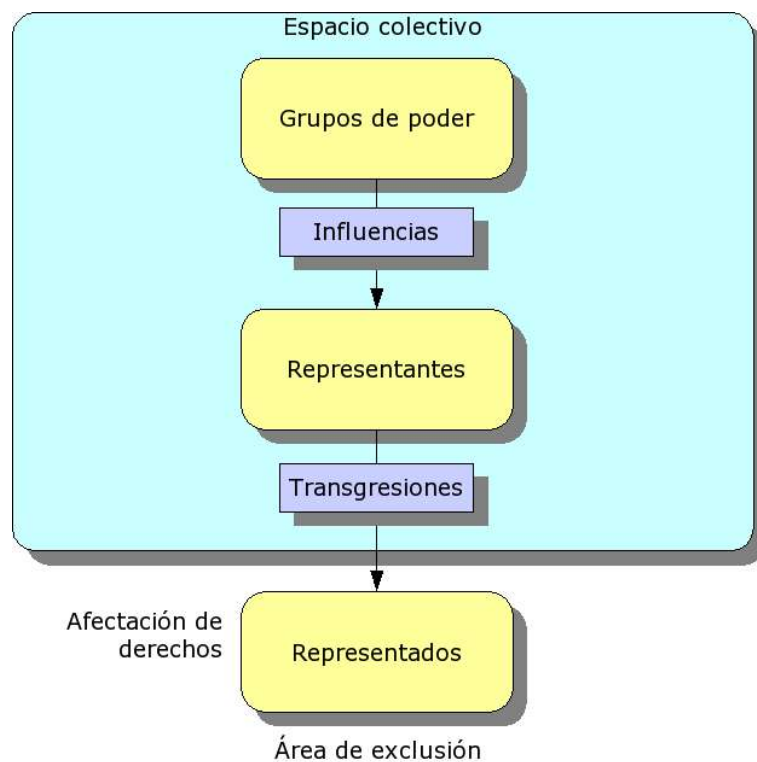 Espacio colectivo
Grupos de poder
Influencias
Representantes
Transgresiones
Afectación de
derechos
Representados
Área de exclusión